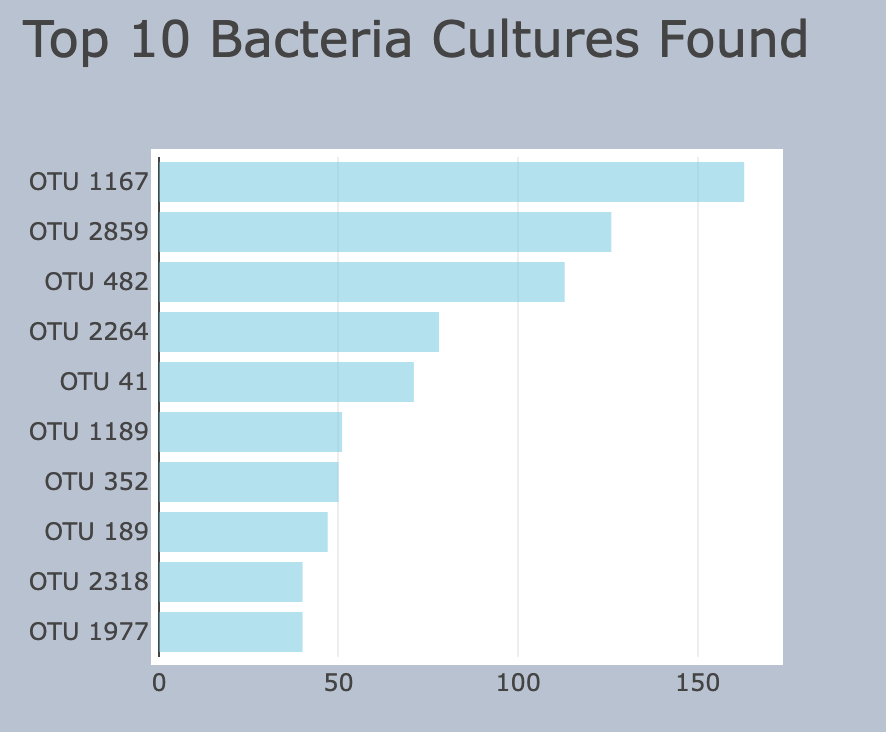 Top 10 Bacteria Cultures Found
OTU 1167
OTU 2859
OTU 482
OTU 2264
OTU 41
OTU 1189
OTU 352
OTU 189
OTU 2318
OTU 1977
0 50 100 150